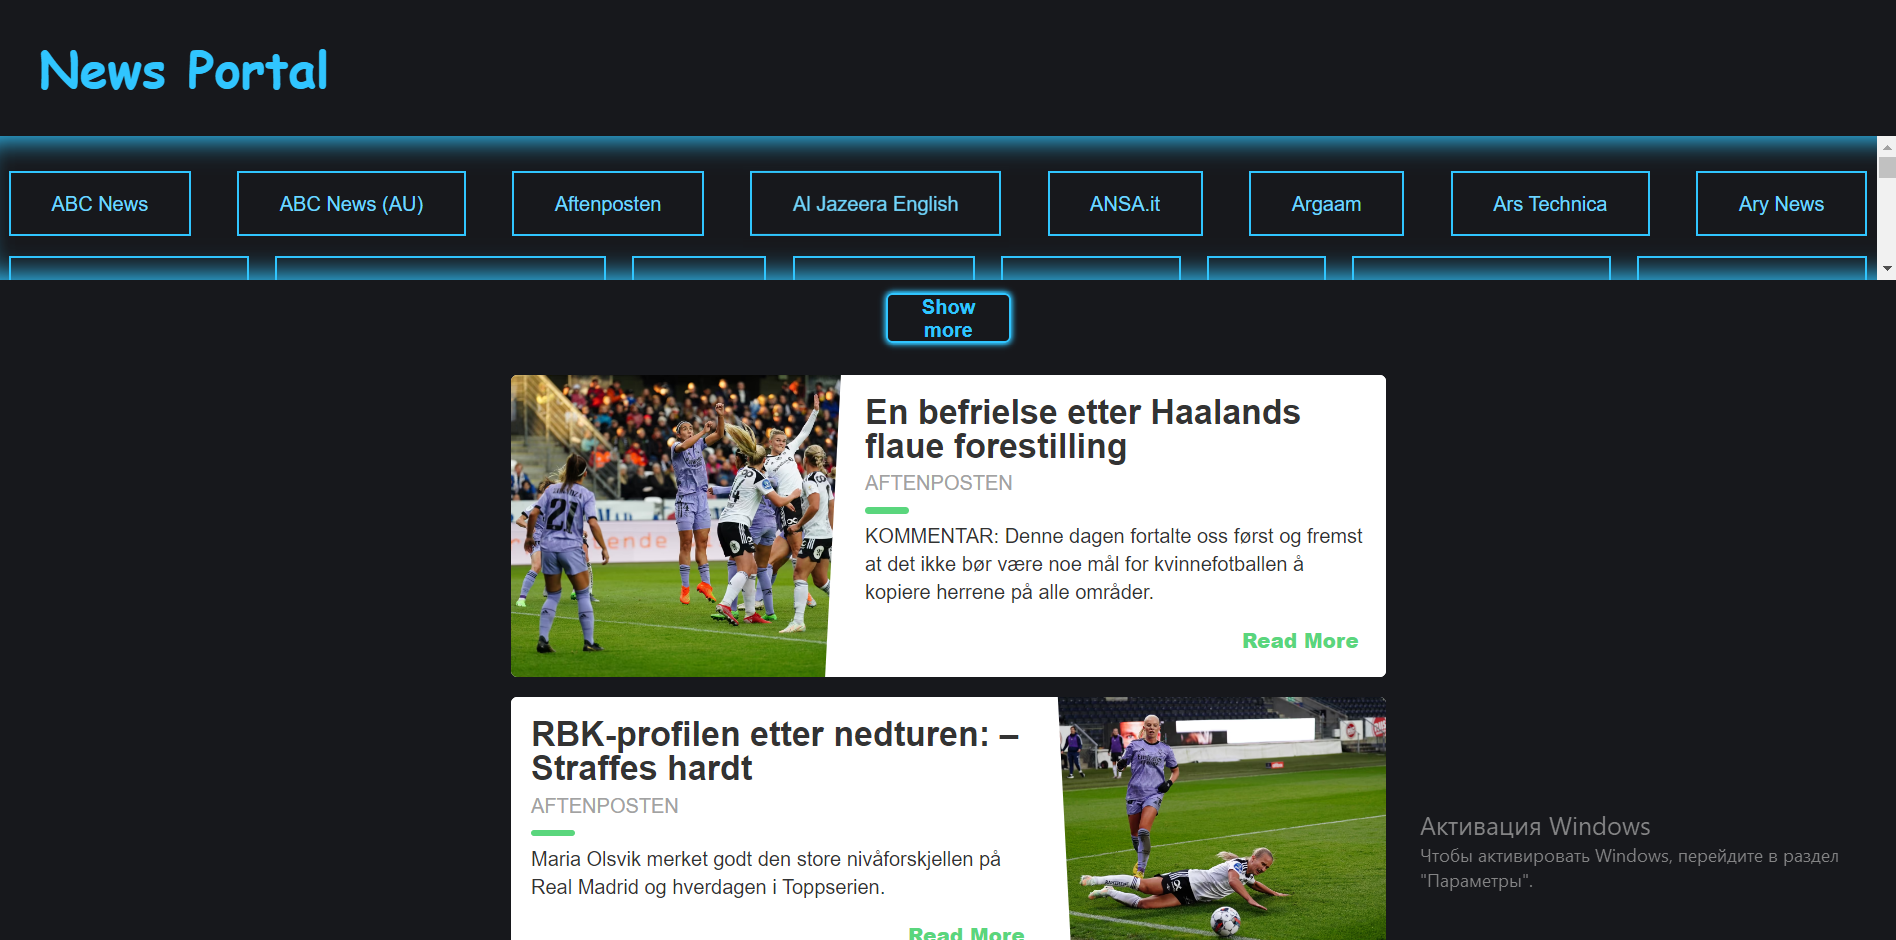 News Portal
ABC News
ABC News (AU)
Aftenposten
Al Jazeera English
ANSA.it
Argaam
Ars Technica
Ary News
Show
more
En befrielse etter Haalands
flaue forestilling
AFTENPOSTEN
KOMMENTAR: Denne dagen fortalte oss først og fremst
at det ikke bør være noe mål for kvinnefotballen å
kopiere herrene på alle områder.
Read More
21
RBK-profilen etter nedturen: –
Straffes hardt
AFTENPOSTEN
Maria Olsvik merket godt den store nivåforskjellen på
Real Madrid og hverdagen i Toppserien.
Read More
Активация Windows
Чтобы активировать Windows, перейдите в раздел
"Параметры".